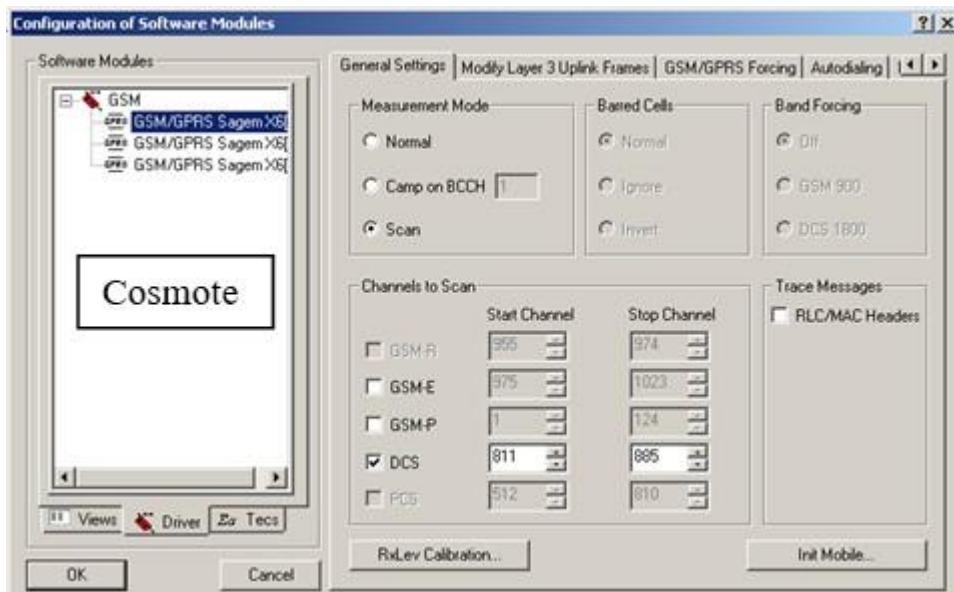 Configuration of Software Modules
Software Modules
GSM
GSM/GPRS Sagem X6[
GSM/GPRS Sagem X6[
GSM/GPRS Sagem X6[
Cosmote
Views Driver Σσ Tecs
OK Cancel
General Settings Modify Layer 3 Uplink Frames GSM/GPRS Forcing Autodialing
Measurement Mode
Normal
Camp on BCCH 1
Scan
Barred Cells
Normal
Ignore
Invert
Band Forcing
Off
GSM 900
DCS 1800
Channels to Scan
Start Channel Stop Channel
GSM-R 955 974
GSM-E 975 1023
GSM-P 1 124
DCS 811 885
PCS 512 810
Trace Messages
RLC/MAC Headers
RxLev Calibration... Init Mobile...